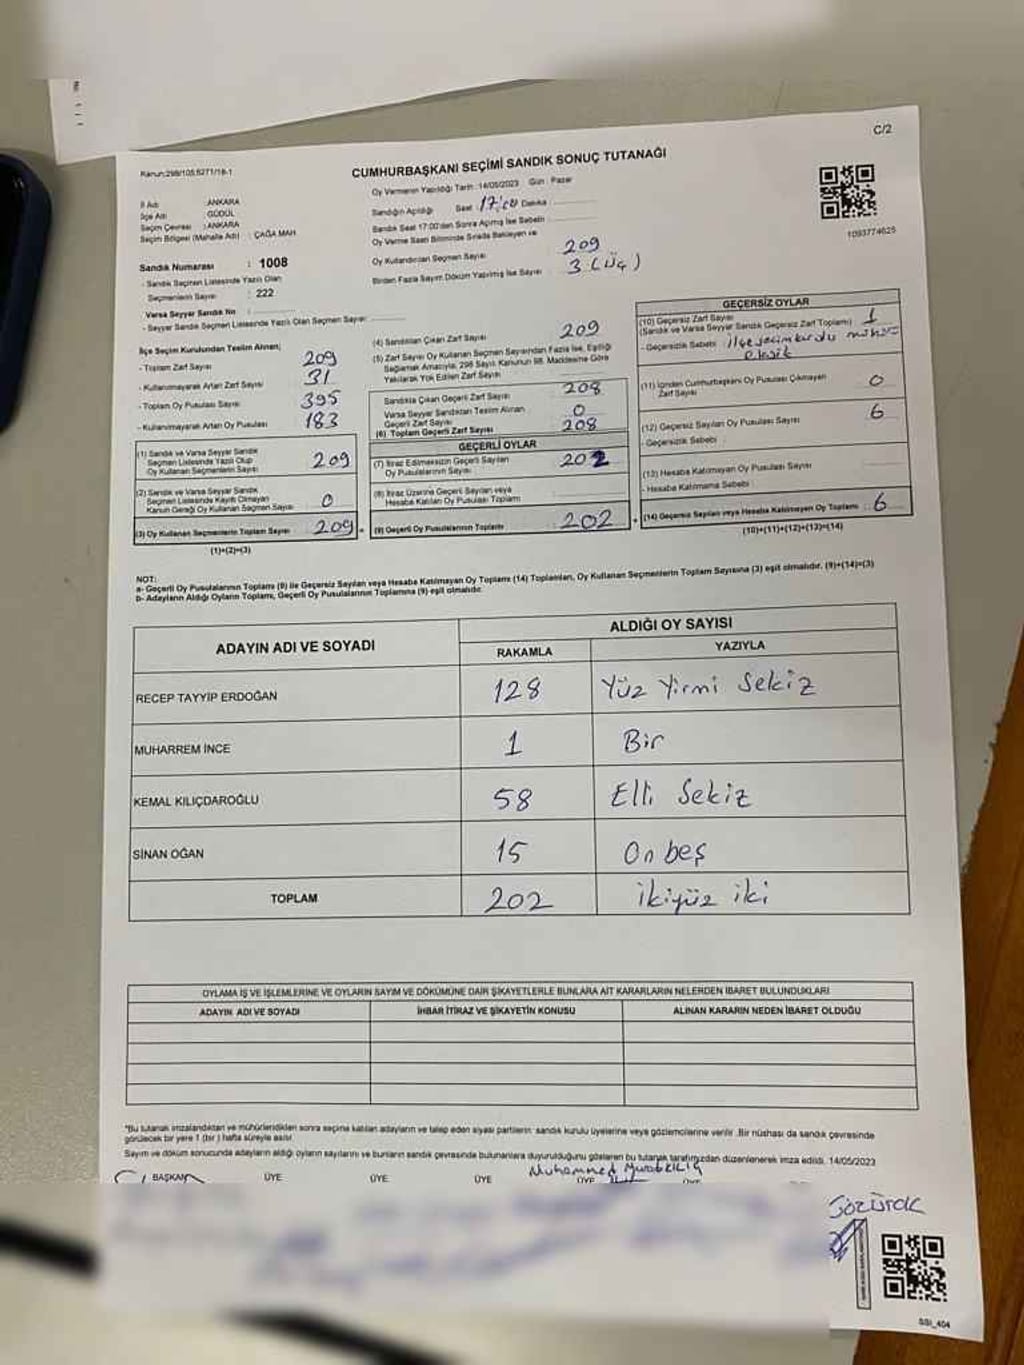 C/2
Kanun:298/105,6271/18-1
CUMHURBAŞKANI SEÇİMİ SANDIK SONUÇ TUTANAĞI
Oy Vermenin Yapıldığı Tarih :14/05/2023 Gün : Pazar
İl Adı : ANKARA
İlçe Adı : GÜDÜL
Seçim Çevresi : ANKARA
Seçim Bölgesi (Mahalle Adı) : ÇAĞA MAH
Sandığın Açıldığı Saat 17:00 Dakika
Sandık Saat 17:00'den Sonra Açılmış İse Sebebi
Oy Verme Saati Bitiminde Sırada Bekleyen ve
Oy Kullandırılan Seçmen Sayısı 209
Birden Fazla Sayım Döküm Yapılmış İse Sayısı 3 (Üç)
1093774625
Sandık Numarası : 1008
- Sandık Seçmen Listesinde Yazılı Olan
Seçmenlerin Sayısı : 222
Varsa Seyyar Sandık No :
- Seyyar Sandık Seçmen Listesinde Yazılı Olan Seçmen Sayısı:
İlçe Seçim Kurulundan Teslim Alınan;
- Toplam Zarf Sayısı 209
- Kullanılmayarak Artan Zarf Sayısı 31
- Toplam Oy Pusulası Sayısı 395
- Kullanılmayarak Artan Oy Pusulası 183
(1) Sandık ve Varsa Seyyar Sandık
Seçmen Listesinde Yazılı Olup
Oy Kullanan Seçmenlerin Sayısı 209
(2) Sandık ve Varsa Seyyar Sandık
Seçmen Listesinde Kayıtlı Olmayan
Kanun Gereği Oy Kullanan Seçmen Sayısı 0
(3) Oy Kullanan Seçmenlerin Toplam Sayısı 209
(1)+(2)=(3)
(4) Sandıktan Çıkan Zarf Sayısı 209
(5) Zarf Sayısı Oy Kullanan Seçmen Sayısından Fazla İse, Eşitliği
Sağlamak Amacıyla, 298 Sayılı Kanunun 98. Maddesine Göre
Yakılarak Yok Edilen Zarf Sayısı
Sandıkta Çıkan Geçerli Zarf Sayısı 208
Varsa Seyyar Sandıktan Teslim Alınan
Geçerli Zarf Sayısı 0
(6) Toplam Geçerli Zarf Sayısı 208
GEÇERLİ OYLAR
(7) İtiraz Edilmeksizin Geçerli Sayılan
Oy Pusulalarının Sayısı 202
(8) İtiraz Üzerine Geçerli Sayılan veya
Hesaba Katılan Oy Pusulası Toplamı
(9) Geçerli Oy Pusulalarının Toplamı 202
GEÇERSİZ OYLAR
(10) Geçersiz Zarf Sayısı
(Sandık ve Varsa Seyyar Sandık Geçersiz Zarf Toplamı) 1
- Geçersizlik Sebebi : ilçe seçim kurulu mührü
eksik
(11) İçinden Cumhurbaşkanı Oy Pusulası Çıkmayan
Zarf Sayısı 0
(12) Geçersiz Sayılan Oy Pusulası Sayısı 6
- Geçersizlik Sebebi :
(13) Hesaba Katılmayan Oy Pusulası Sayısı
- Hesaba Katılmama Sebebi :
(14) Geçersiz Sayılan veya Hesaba Katılmayan Oy Toplamı 6
(10)+(11)+(12)+(13)=(14)
NOT:
a- Geçerli Oy Pusulalarının Toplamı (9) ile Geçersiz Sayılan veya Hesaba Katılmayan Oy Toplamı (14) Toplamları, Oy Kullanan Seçmenlerin Toplam Sayısına (3) eşit olmalıdır. (9)+(14)=(3)
b- Adayların Aldığı Oyların Toplamı, Geçerli Oy Pusulalarının Toplamına (9) eşit olmalıdır.
ADAYIN ADI VE SOYADI ALDIĞI OY SAYISI
RAKAMLA YAZIYLA
RECEP TAYYİP ERDOĞAN 128 Yüz Yirmi Sekiz
MUHARREM İNCE 1 Bir
KEMAL KILIÇDAROĞLU 58 Elli Sekiz
SİNAN OĞAN 15 On beş
TOPLAM 202 ikiyüz iki
OYLAMA İŞ VE İŞLEMLERİNE VE OYLARIN SAYIM VE DÖKÜMÜNE DAİR ŞİKAYETLERLE BUNLARA AİT KARARLARIN NELERDEN İBARET BULUNDUKLARI
ADAYIN ADI VE SOYADI İHBAR İTİRAZ VE ŞİKAYETİN KONUSU ALINAN KARARIN NEDEN İBARET OLDUĞU
*Bu tutanak imzalandıktan ve mühürlendikten sonra seçime katılan adayların ve talep eden siyasi partilerin sandık kurulu üyelerine veya gözlemcilerine verilir. Bir nüshası da sandık çevresinde
görülecek bir yere 1 (bir) hafta süreyle asılır.
Sayım ve döküm sonucunda adayların aldığı oyların sayılarını ve bunların sandık çevresinde bulunanlara duyurulduğunu gösteren bu tutanak tarafımızdan düzenlenerek imza edildi. 14/05/2023
Muhammed
BAŞKAN ÜYE ÜYE ÜYE ÜYE
SSI_404